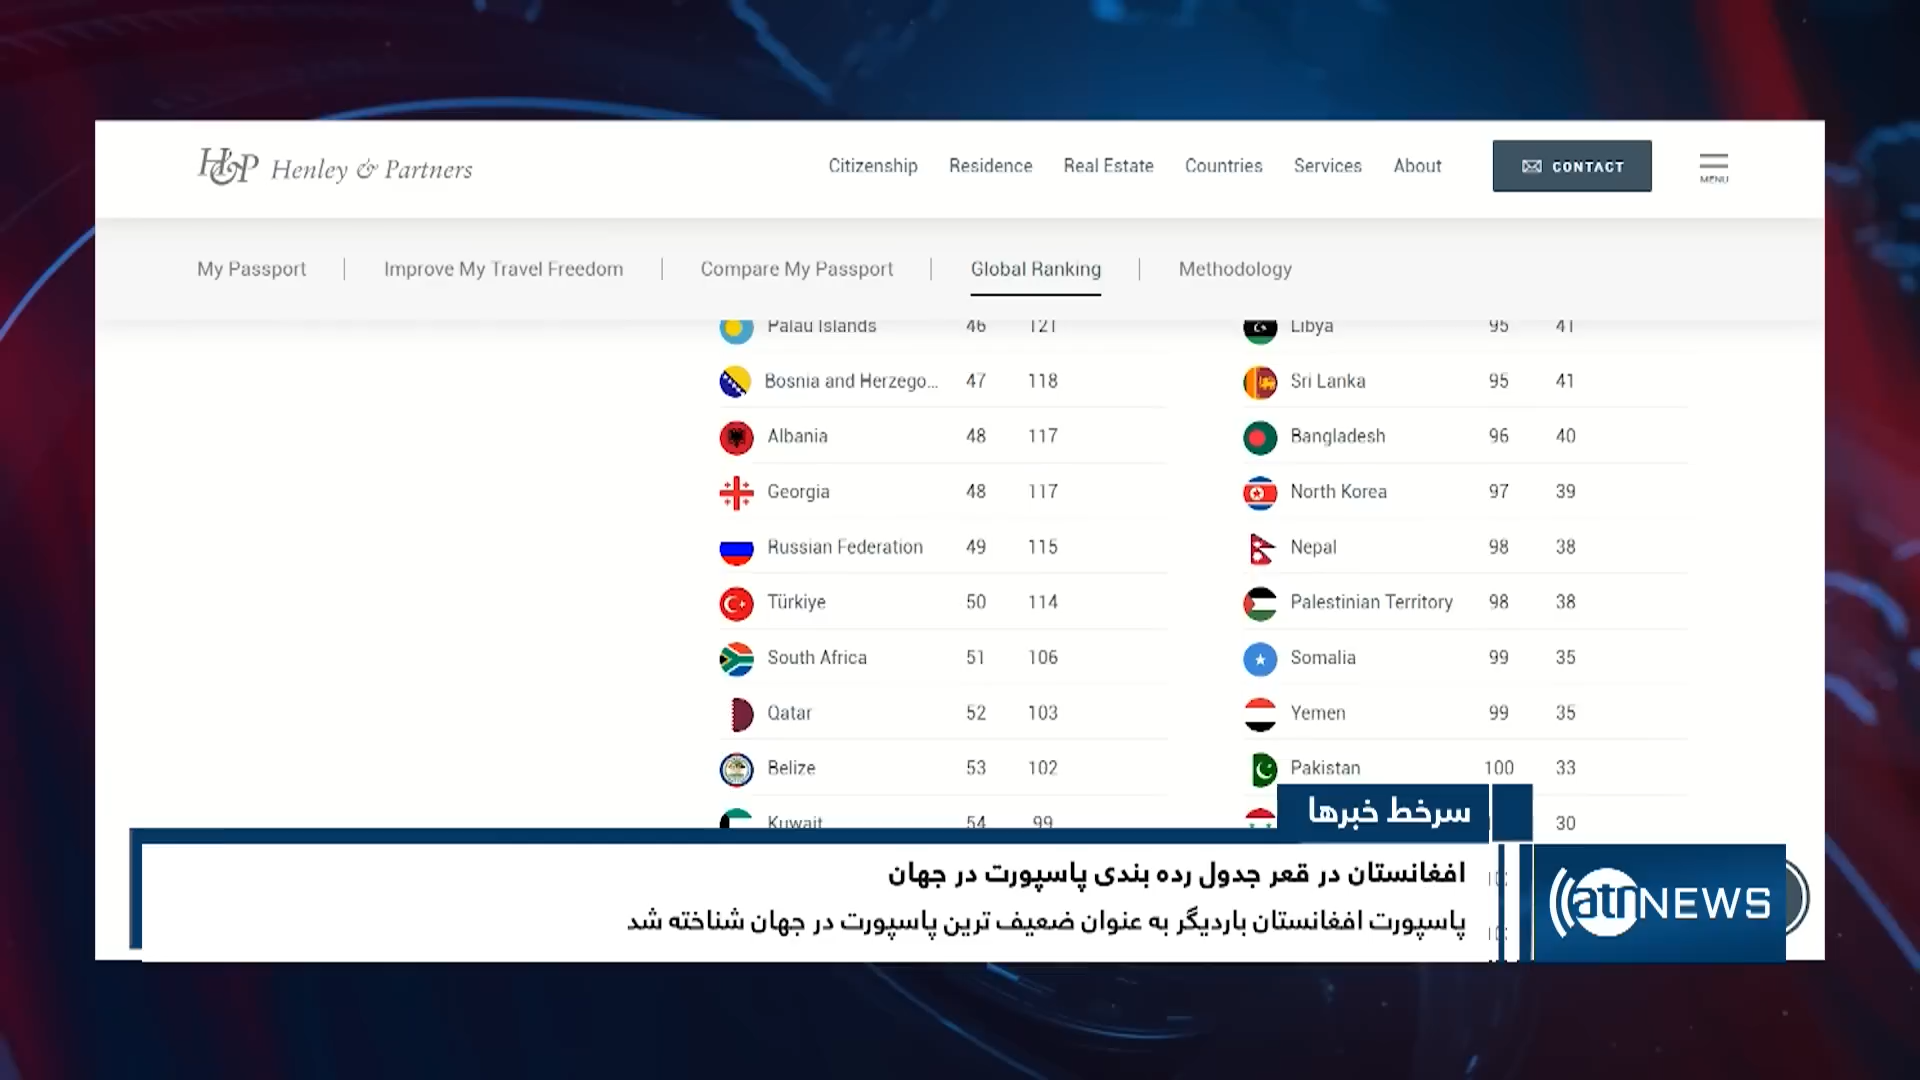 H&P Henley & Partners
Citizenship Residence Real Estate Countries Services About CONTACT MENU
My Passport Improve My Travel Freedom Compare My Passport Global Ranking Methodology
Palau Islands 46 121
Bosnia and Herzego... 47 118
Albania 48 117
Georgia 48 117
Russian Federation 49 115
Türkiye 50 114
South Africa 51 106
Qatar 52 103
Belize 53 102
Kuwait 54 99
Libya 95 41
Sri Lanka 95 41
Bangladesh 96 40
North Korea 97 39
Nepal 98 38
Palestinian Territory 98 38
Somalia 99 35
Yemen 99 35
Pakistan 100 33
30
سرخط خبرها
افغانستان در قعر جدول رده بندی پاسپورت در جهان
پاسپورت افغانستان باردیگر به عنوان ضعیف ترین پاسپورت در جهان شناخته شد
atn NEWS